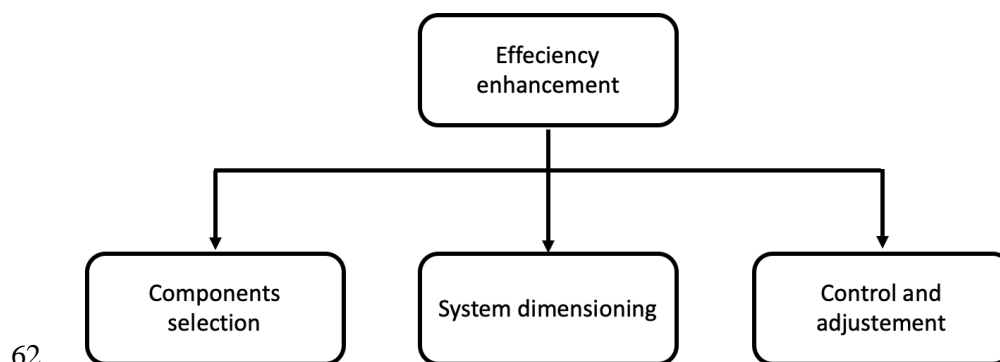 Effeciency
enhancement
Components
selection
System dimensioning
Control and
adjustement
62